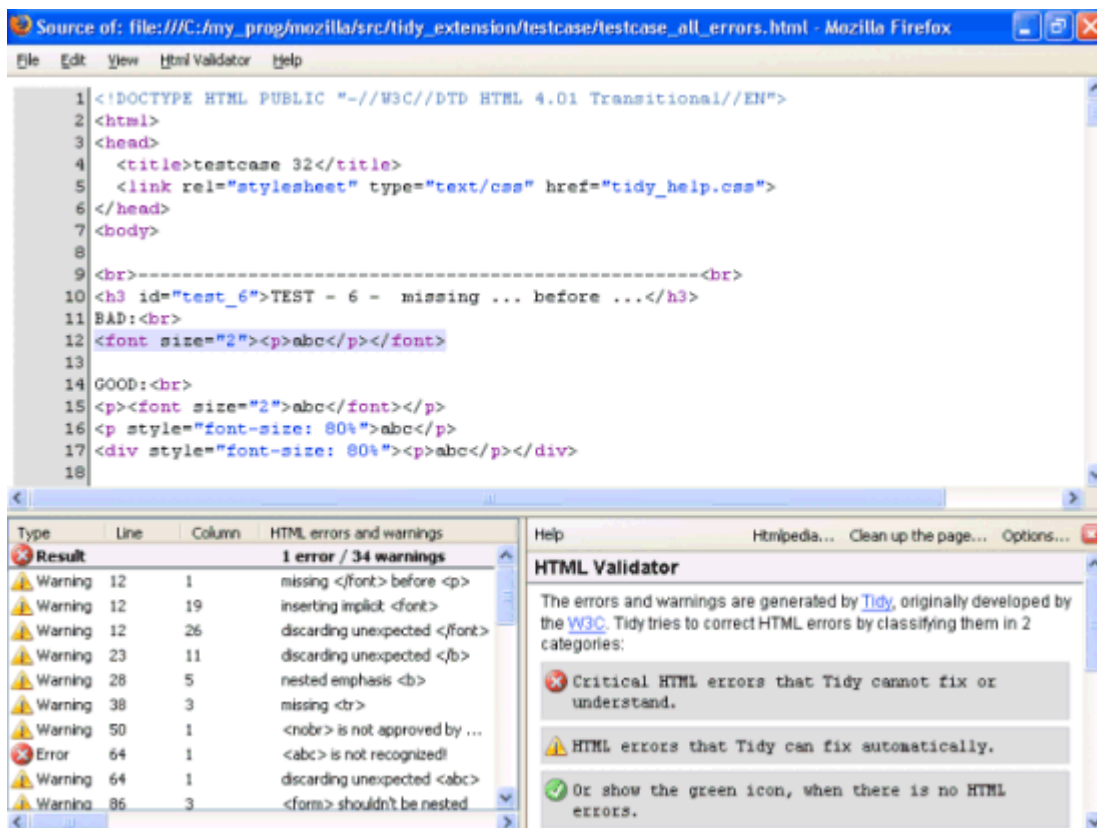 Source of: file:///C:/my_prog/mozilla/src/tidy_extension/testcase/testcase_all_errors.html - Mozilla Firefox
File Edit View Html Validator Help
1 <!DOCTYPE HTML PUBLIC "-//W3C//DTD HTML 4.01 Transitional//EN">
2 <html>
3 <head>
4 <title>testcase 32</title>
5 <link rel="stylesheet" type="text/css" href="tidy_help.css">
6 </head>
7 <body>
8
9 <br>---------------------------------------------------<br>
10 <h3 id="test_6">TEST - 6 -  missing ... before ...</h3>
11 BAD:<br>
12 <font size="2"><p>abc</p></font>
13
14 GOOD:<br>
15 <p><font size="2">abc</font></p>
16 <p style="font-size: 80%">abc</p>
17 <div style="font-size: 80%"><p>abc</p></div>
18
Type Line Column HTML errors and warnings
Result 1 error / 34 warnings
Warning 12 1 missing </font> before <p>
Warning 12 19 inserting implicit <font>
Warning 12 26 discarding unexpected </font>
Warning 23 11 discarding unexpected </b>
Warning 28 5 nested emphasis <b>
Warning 38 3 missing <tr>
Warning 50 1 <nobr> is not approved by ...
Error 64 1 <abc> is not recognized!
Warning 64 1 discarding unexpected <abc>
Warning 86 3 <form> shouldn't be nested
Help Htmlpedia... Clean up the page... Options...
HTML Validator
The errors and warnings are generated by Tidy, originally developed by
the W3C. Tidy tries to correct HTML errors by classifying them in 2
categories:
Critical HTML errors that Tidy cannot fix or
understand.
HTML errors that Tidy can fix automatically.
Or show the green icon, when there is no HTML
errors.